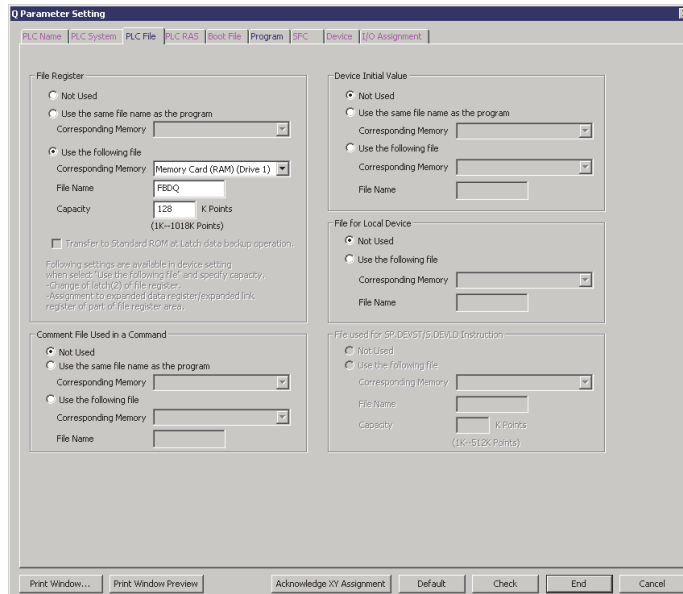 Q Parameter Setting
PLC Name PLC System PLC File PLC RAS Boot File Program SFC Device I/O Assignment
File Register
Not Used
Use the same file name as the program
Corresponding Memory
Use the following file
Corresponding Memory Memory Card (RAM) (Drive 1)
File Name FBDQ
Capacity 128 K Points
(1K--1018K Points)
Transfer to Standard ROM at Latch data backup operation.
Following settings are available in device setting
when select "Use the following file" and specify capacity.
-Change of latch(2) of file register.
-Assignment to expanded data register/expanded link
register of part of file register area.
Comment File Used in a Command
Not Used
Use the same file name as the program
Corresponding Memory
Use the following file
Corresponding Memory
File Name
Device Initial Value
Not Used
Use the same file name as the program
Corresponding Memory
Use the following file
Corresponding Memory
File Name
File for Local Device
Not Used
Use the following file
Corresponding Memory
File Name
File used for SP.DEVST/S.DEVLD Instruction
Not Used
Use the following file
Corresponding Memory
File Name
Capacity K Points
(1K--512K Points)
Print Window... Print Window Preview Acknowledge XY Assignment Default Check End Cancel